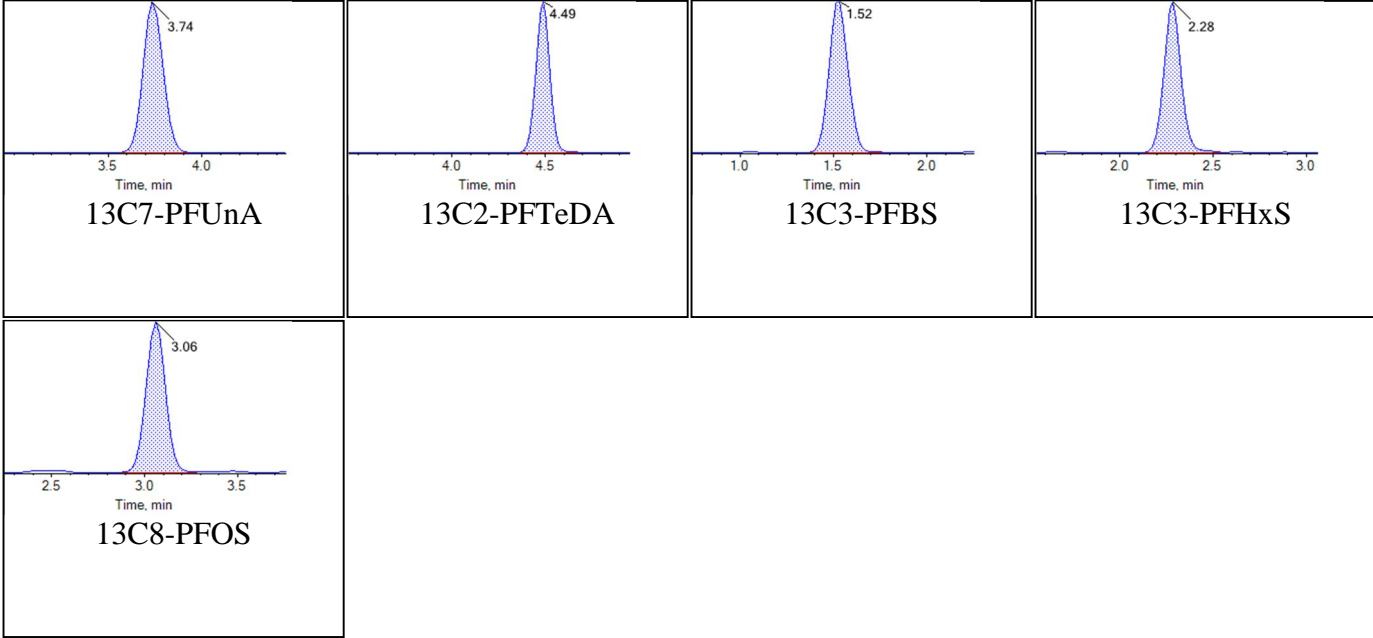 3.74
3.5 4.0
Time, min
13C7-PFUnA
4.49
4.0 4.5
Time, min
13C2-PFTeDA
1.52
1.0 1.5 2.0
Time, min
13C3-PFBS
2.28
2.0 2.5 3.0
Time, min
13C3-PFHxS
3.06
2.5 3.0 3.5
Time, min
13C8-PFOS